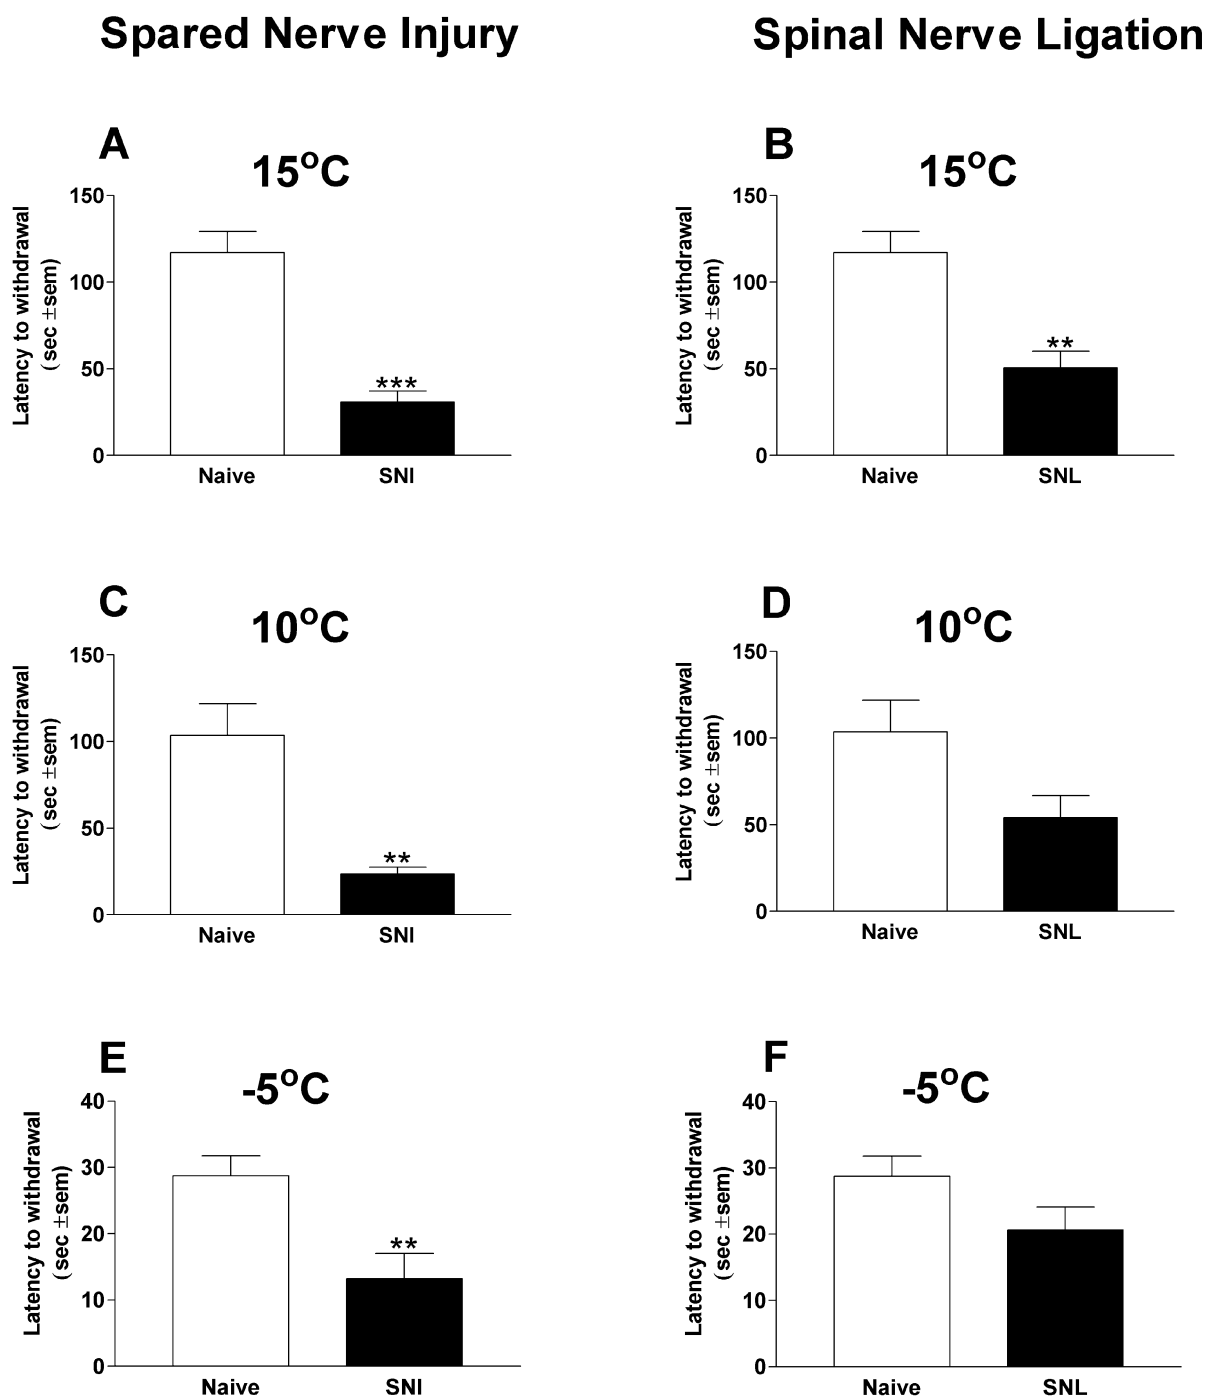 Spared Nerve Injury
Spinal Nerve Ligation
A
15°C
Latency to withdrawal
(sec ±sem)
150
100
50
0
***
Naive
SNI
B
15°C
Latency to withdrawal
(sec ±sem)
150
100
50
0
**
Naive
SNL
C
10°C
Latency to withdrawal
(sec ±sem)
150
100
50
0
**
Naive
SNI
D
10°C
Latency to withdrawal
(sec ±sem)
150
100
50
0
Naive
SNL
E
-5°C
Latency to withdrawal
(sec ±sem)
40
30
20
10
0
**
Naive
SNI
F
-5°C
Latency to withdrawal
(sec ±sem)
40
30
20
10
0
Naive
SNL